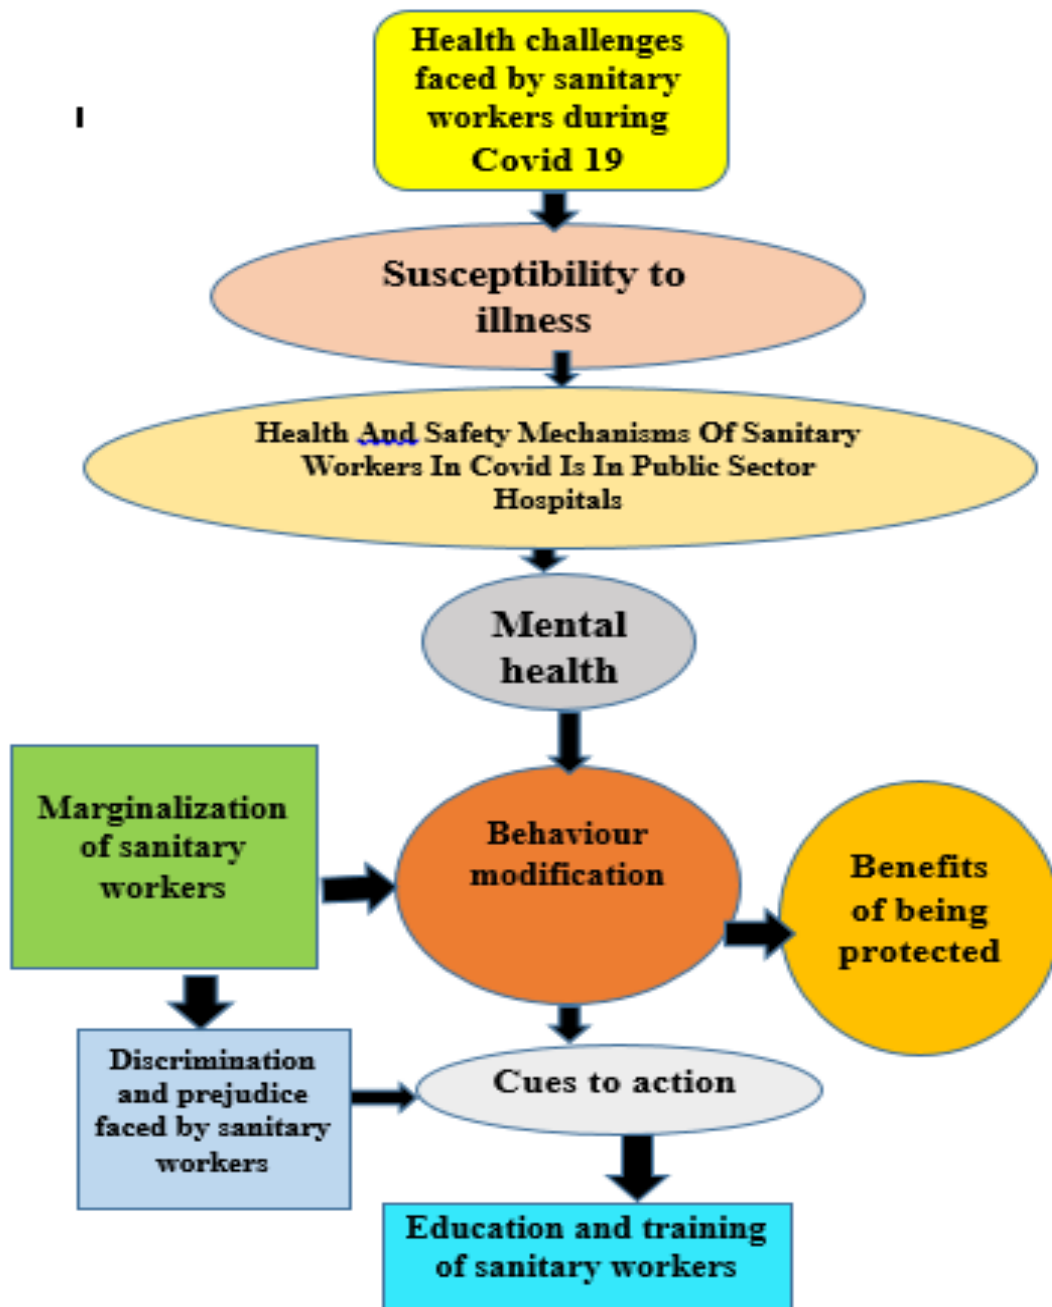 Health challenges
faced by sanitary
workers during
Covid 19
I
Susceptibility to
illness
Health And Safety Mechanisms Of Sanitary
Workers In Covid Is In Public Sector
Hospitals
Mental
health
Marginalization
of sanitary
workers
Behaviour
modification
Benefits
of being
protected
Discrimination
and prejudice
faced by sanitary
workers
Cues to action
Education and training
of sanitary workers